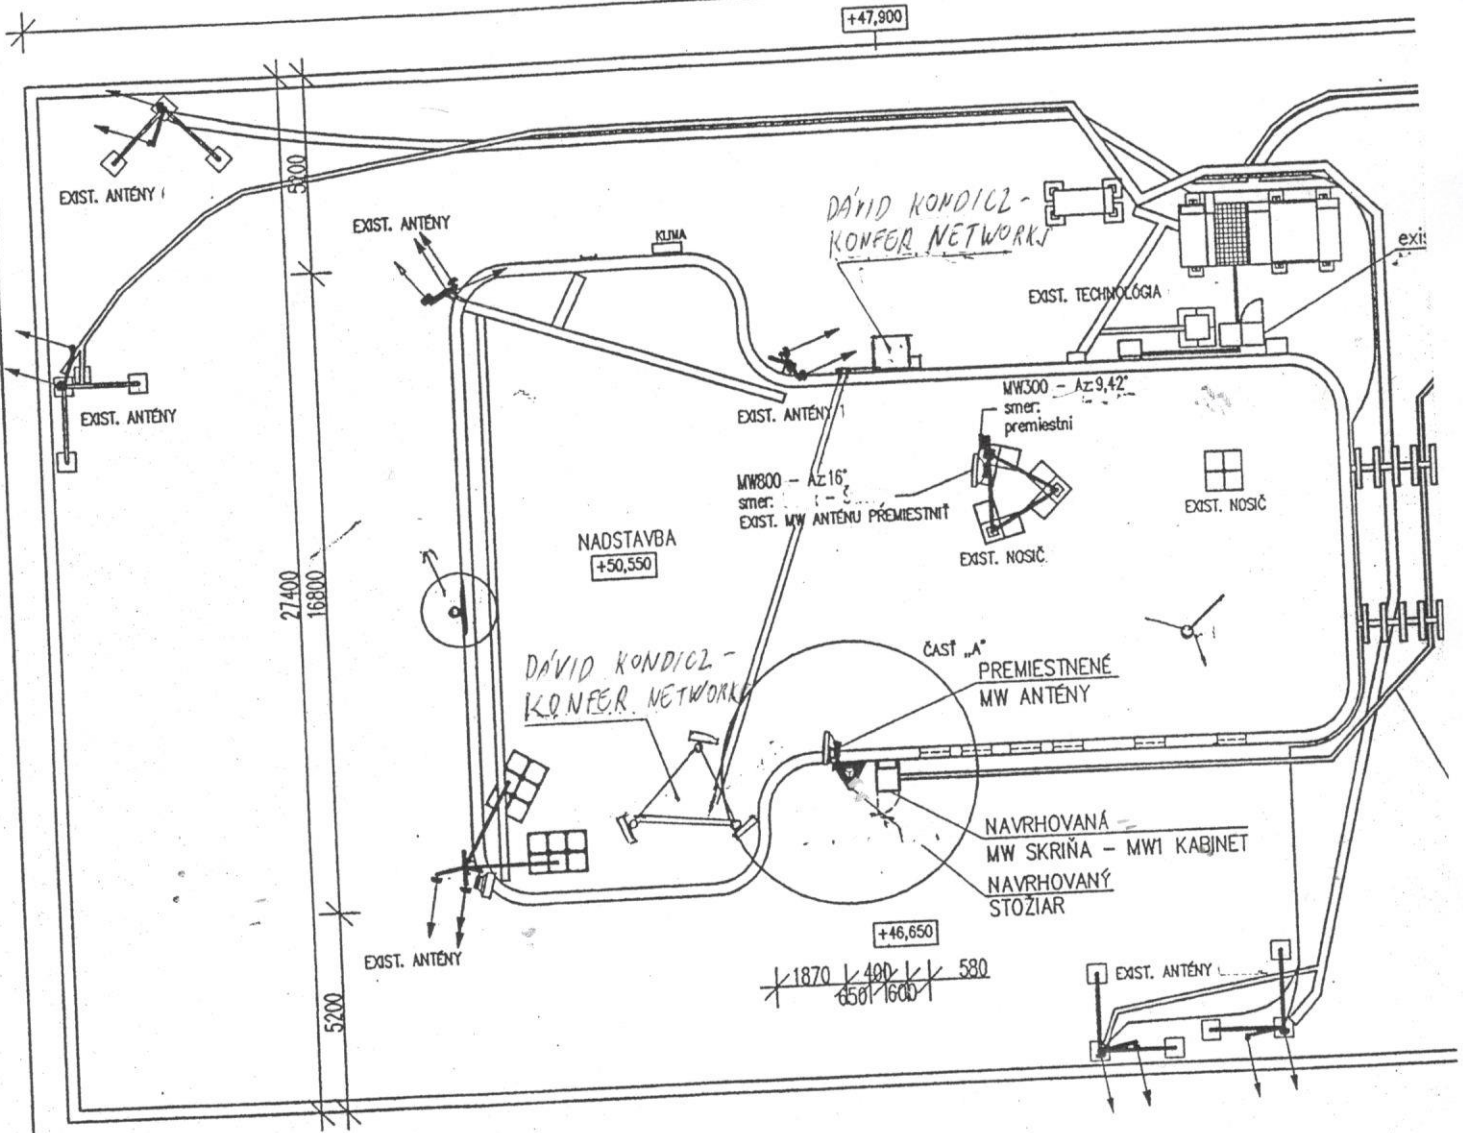 +47,900
EXIST. ANTÉNY
5200
EXIST. ANTÉNY
KLIMA
DÁVID KONDICZ -
KONFER NETWORKS
exis
EXIST. TECHNOLÓGIA
EXIST. ANTÉNY
EXIST. ANTÉNY
MW300 - Az 9,42°
smer:
premiestni
MW800 - Az 16°
smer:
EXIST. MW ANTÉNU PREMIESTNIŤ
EXIST. NOSIČ
EXIST. NOSIČ
NADSTAVBA
+50,550
27400
16800
ČASŤ „A"
PREMIESTNENÉ
MW ANTÉNY
DÁVID KONDICZ -
KONFER NETWORKS
NAVRHOVANÁ
MW SKRIŇA - MW1 KABINET
NAVRHOVANÝ
STOŽIAR
+46,650
EXIST. ANTÉNY
1870 400 580
650 600
EXIST. ANTÉNY
5200